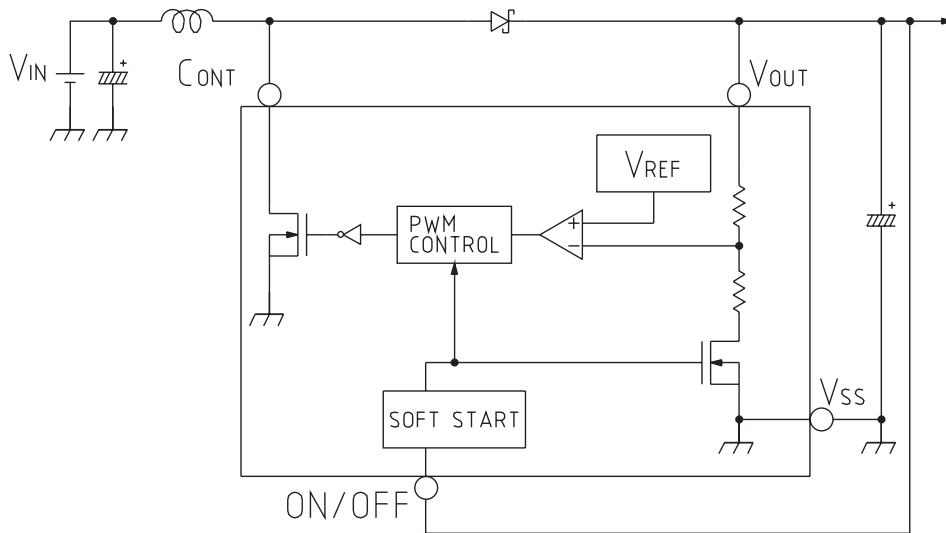 VIN
+
CONT
VOUT
VREF
PWM
CONTROL
+
−
+
SOFT START
VSS
ON/OFF